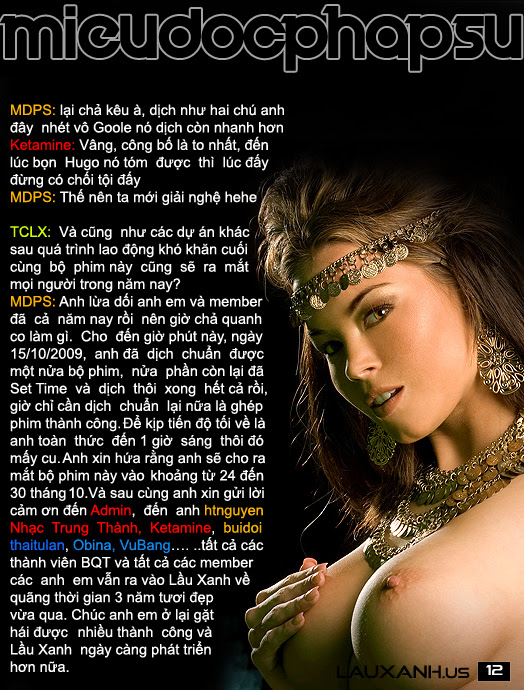 mieudocphapsu
MDPS: lại chả kêu à, dịch như hai chú anh
đây nhét vô Goole nó dịch còn nhanh hơn
Ketamine: Vâng, công bố là to nhất, đến
lúc bọn Hugo nó tóm được thì lúc đấy
đừng có chối tội đấy
MDPS: Thế nên ta mới giải nghệ hehe
TCLX: Và cũng như các dự án khác
sau quá trình lao động khó khăn cuối
cùng bộ phim này cũng sẽ ra mắt
mọi người trong năm nay?
MDPS: Anh lừa dối anh em và member
đã cả năm nay rồi nên giờ chả quanh
co làm gì. Cho đến giờ phút này, ngày
15/10/2009, anh đã dịch chuẩn được
một nửa bộ phim, nửa phần còn lại đã
Set Time và dịch thôi xong hết cả rồi,
giờ chỉ cần dịch chuẩn lại nữa là ghép
phim thành công.Để kịp tiến độ tối về là
anh toàn thức đến 1 giờ sáng thôi đó
mấy cu.Anh xin hứa rằng anh sẽ cho ra
mắt bộ phim này vào khoảng từ 24 đến
30 tháng 10.Và sau cùng anh xin gửi lời
cảm ơn đến Admin, đến anh htnguyen
Nhạc Trung Thành, Ketamine, buidoi
thaitulan, Obina, VuBang…. ..tất cả các
thành viên BQT và tất cả các member
các anh em vẫn ra vào Lầu Xanh về
quãng thời gian 3 năm tươi đẹp
vừa qua. Chúc anh em ở lại gặt
hái được nhiều thành công và
Lầu Xanh ngày càng phát triển
hơn nữa.
LAUXANH.US 12